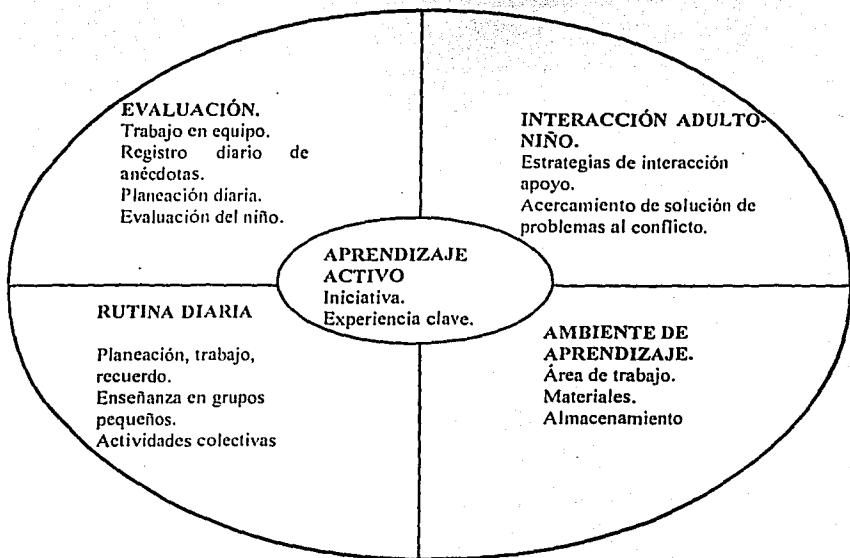 EVALUACIÓN.
Trabajo en equipo.
Registro diario de
anécdotas.
Planeación diaria.
Evaluación del niño.
INTERACCIÓN ADULTO-
NIÑO.
Estrategias de interacción
apoyo.
Acercamiento de solución de
problemas al conflicto.
APRENDIZAJE
ACTIVO
Iniciativa.
Experiencia clave.
RUTINA DIARIA
Planeación, trabajo,
recuerdo.
Enseñanza en grupos
pequeños.
Actividades colectivas
AMBIENTE DE
APRENDIZAJE.
Área de trabajo.
Materiales.
Almacenamiento